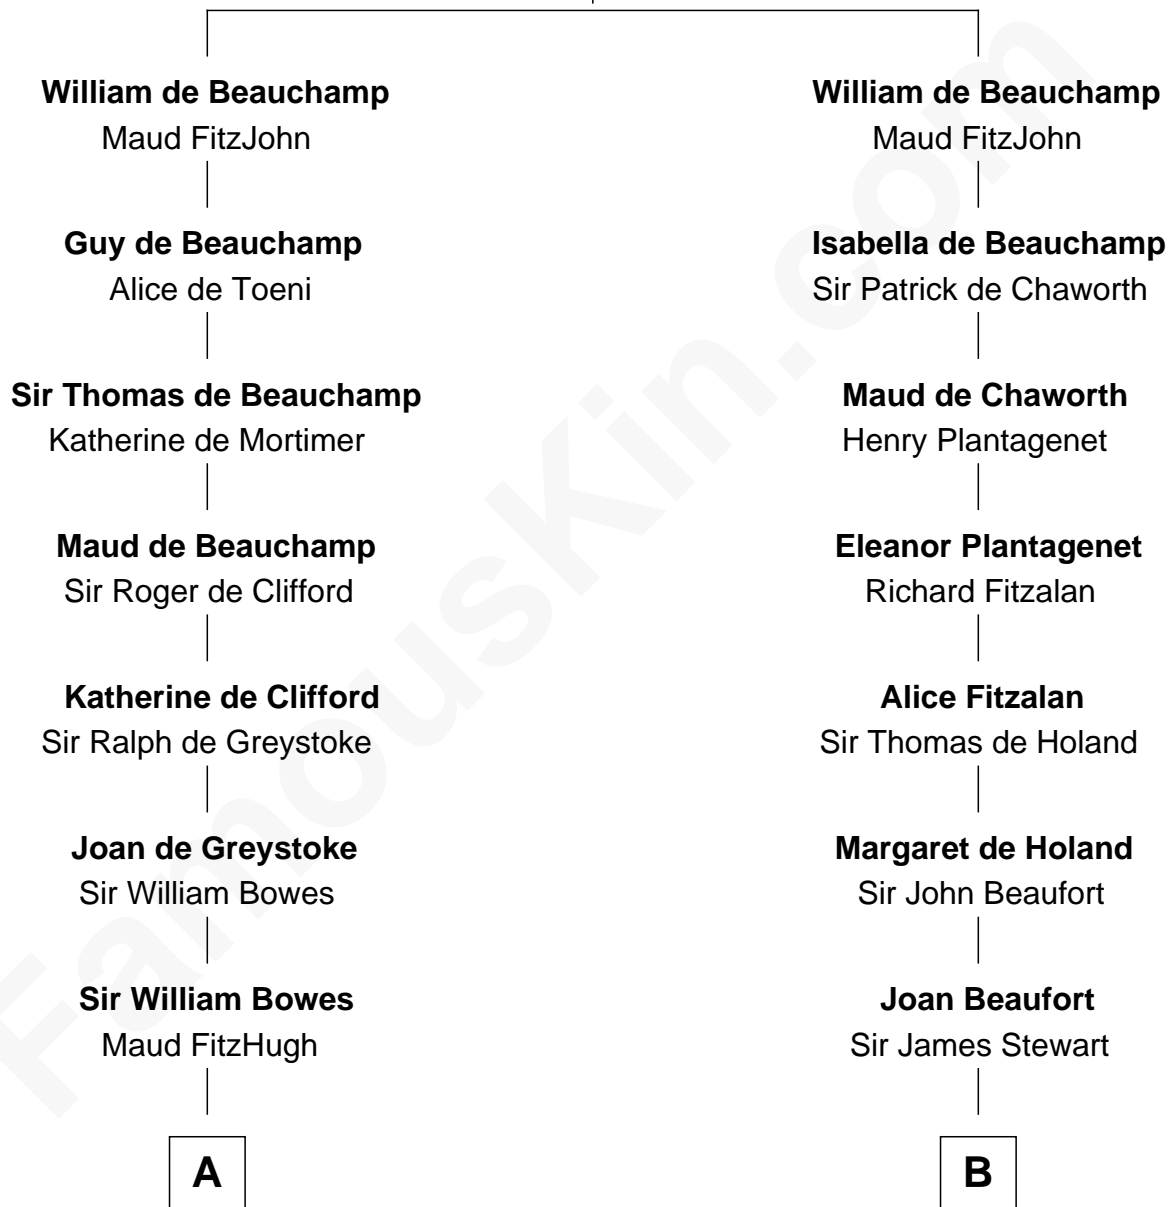 William de Beauchamp
Maud FitzJohn
Guy de Beauchamp
Alice de Toeni
Sir Thomas de Beauchamp
Katherine de Mortimer
Maud de Beauchamp
Sir Roger de Clifford
Katherine de Clifford
Sir Ralph de Greystoke
Joan de Greystoke
Sir William Bowes
Sir William Bowes
Maud FitzHugh
A
William de Beauchamp
Maud FitzJohn
Isabella de Beauchamp
Sir Patrick de Chaworth
Maud de Chaworth
Henry Plantagenet
Eleanor Plantagenet
Richard Fitzalan
Alice Fitzalan
Sir Thomas de Holand
Margaret de Holand
Sir John Beaufort
Joan Beaufort
Sir James Stewart
B
FamousKin.com